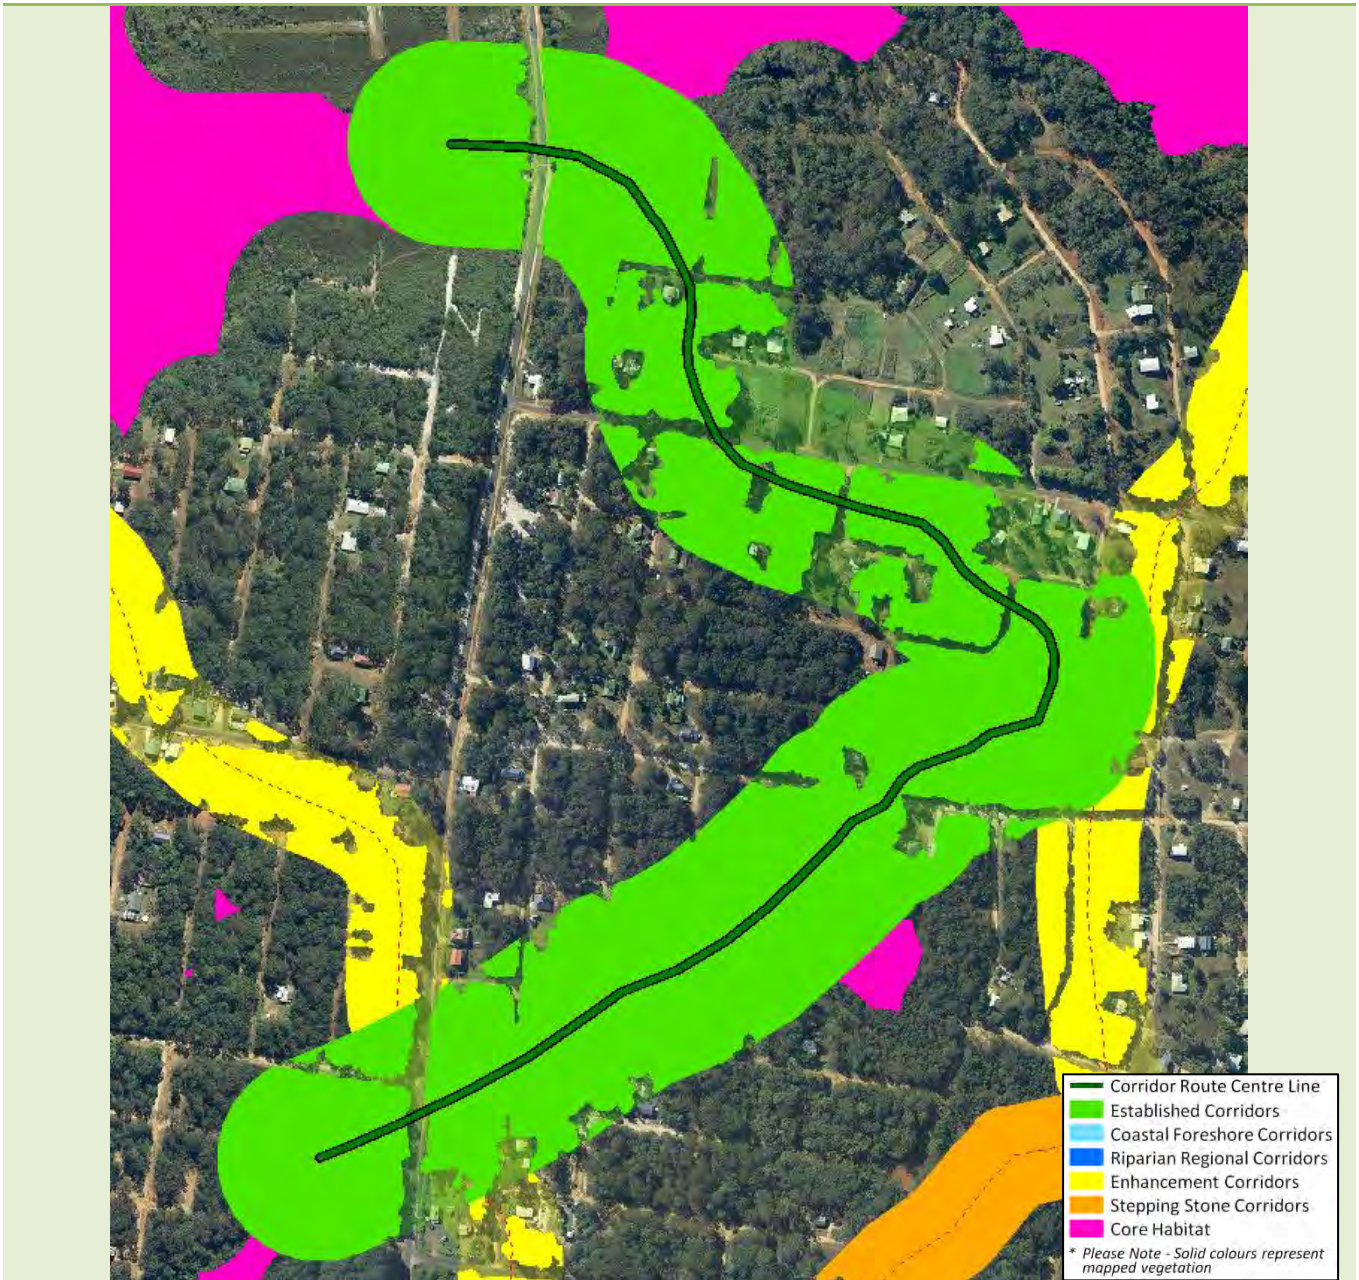 Corridor Route Centre Line
Established Corridors
Coastal Foreshore Corridors
Riparian Regional Corridors
Enhancement Corridors
Stepping Stone Corridors
Core Habitat
* Please Note - Solid colours represent
mapped vegetation